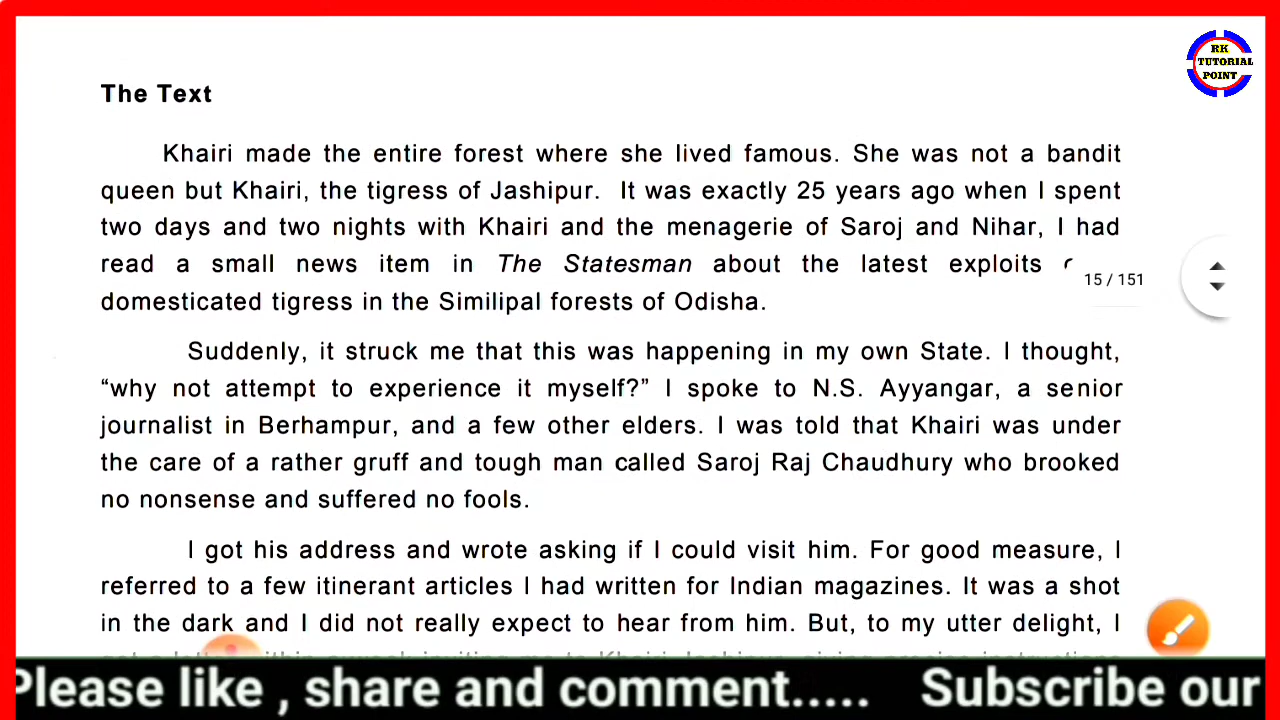 RK
TUTORIAL
POINT
The Text
Khairi made the entire forest where she lived famous. She was not a bandit
queen but Khairi, the tigress of Jashipur. It was exactly 25 years ago when I spent
two days and two nights with Khairi and the menagerie of Saroj and Nihar, I had
read a small news item in The Statesman about the latest exploits
15 / 151
domesticated tigress in the Similipal forests of Odisha.
Suddenly, it struck me that this was happening in my own State. I thought,
“why not attempt to experience it myself?” I spoke to N.S. Ayyangar, a senior
journalist in Berhampur, and a few other elders. I was told that Khairi was under
the care of a rather gruff and tough man called Saroj Raj Chaudhury who brooked
no nonsense and suffered no fools.
I got his address and wrote asking if I could visit him. For good measure, I
referred to a few itinerant articles I had written for Indian magazines. It was a shot
in the dark and I did not really expect to hear from him. But, to my utter delight, I
Please like , share and comment..... Subscribe our